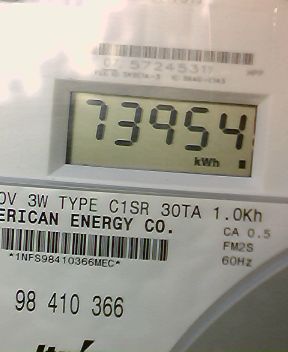 07 57245317
73954
kWh
0V 3W TYPE C1SR 30TA 1.0Kh
ERICAN ENERGY CO.
CA 0.5
FM2S
60Hz
*1NFS98410366MEC*
98 410 366